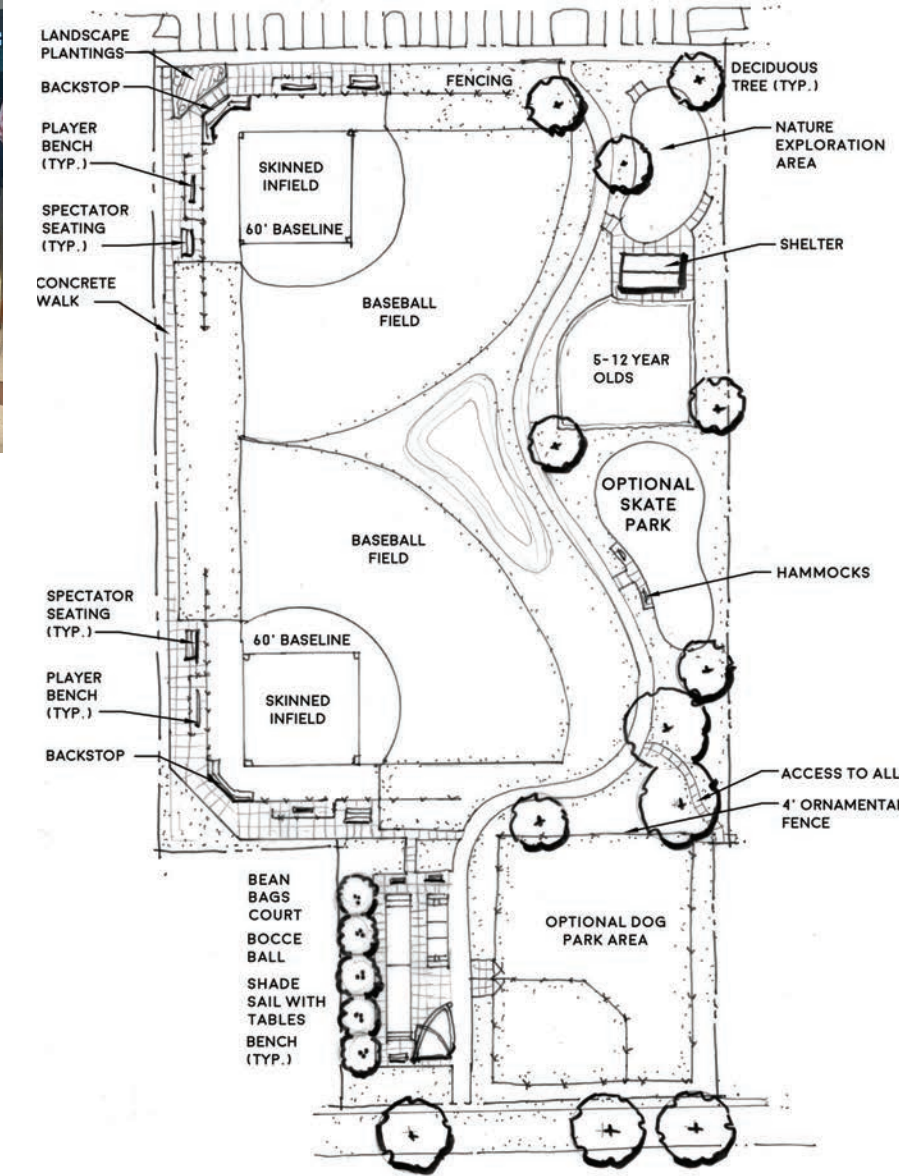 LANDSCAPE
PLANTINGS
BACKSTOP
PLAYER
BENCH
(TYP.)
SPECTATOR
SEATING
(TYP.)
CONCRETE
WALK
FENCING
SKINNED
INFIELD
60' BASELINE
BASEBALL
FIELD
DECIDUOUS
TREE (TYP.)
NATURE
EXPLORATION
AREA
SHELTER
5-12 YEAR
OLDS
OPTIONAL
SKATE
PARK
HAMMOCKS
BASEBALL
FIELD
SPECTATOR
SEATING
(TYP.)
PLAYER
BENCH
(TYP.)
BACKSTOP
60' BASELINE
SKINNED
INFIELD
ACCESS TO ALL
4' ORNAMENTAL
FENCE
BEAN
BAGS
COURT
BOCCE
BALL
SHADE
SAIL WITH
TABLES
BENCH
(TYP.)
OPTIONAL DOG
PARK AREA